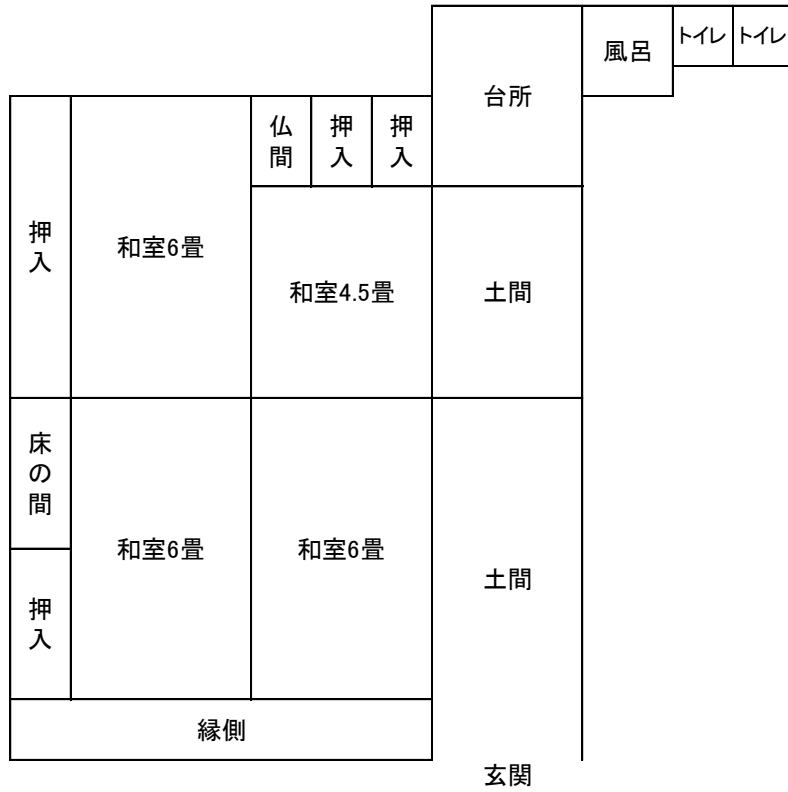 風呂
トイレ
トイレ
台所
仏間
押入
押入
押入
和室6畳
和室4.5畳
土間
床の間
和室6畳
和室6畳
土間
押入
縁側
玄関